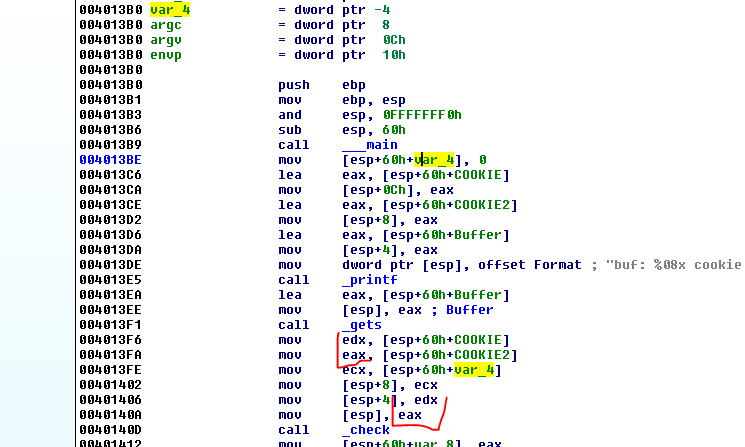 004013B0 var_4 = dword ptr -4
004013B0 argc = dword ptr 8
004013B0 argv = dword ptr 0Ch
004013B0 envp = dword ptr 10h
004013B0
004013B0 push ebp
004013B1 mov ebp, esp
004013B3 and esp, 0FFFFFFF0h
004013B6 sub esp, 60h
004013B9 call ___main
004013BE mov [esp+60h+var_4], 0
004013C6 lea eax, [esp+60h+COOKIE]
004013CA mov [esp+0Ch], eax
004013CE lea eax, [esp+60h+COOKIE2]
004013D2 mov [esp+8], eax
004013D6 lea eax, [esp+60h+Buffer]
004013DA mov [esp+4], eax
004013DE mov dword ptr [esp], offset Format ; "buf: %08x cookie
004013E5 call _printf
004013EA lea eax, [esp+60h+Buffer]
004013EE mov [esp], eax ; Buffer
004013F1 call _gets
004013F6 mov edx, [esp+60h+COOKIE]
004013FA mov eax, [esp+60h+COOKIE2]
004013FE mov ecx, [esp+60h+var_4]
00401402 mov [esp+8], ecx
00401406 mov [esp+4], edx
0040140A mov [esp], eax
0040140D call _check
00401412 mov [esp+60h+var_8], eax